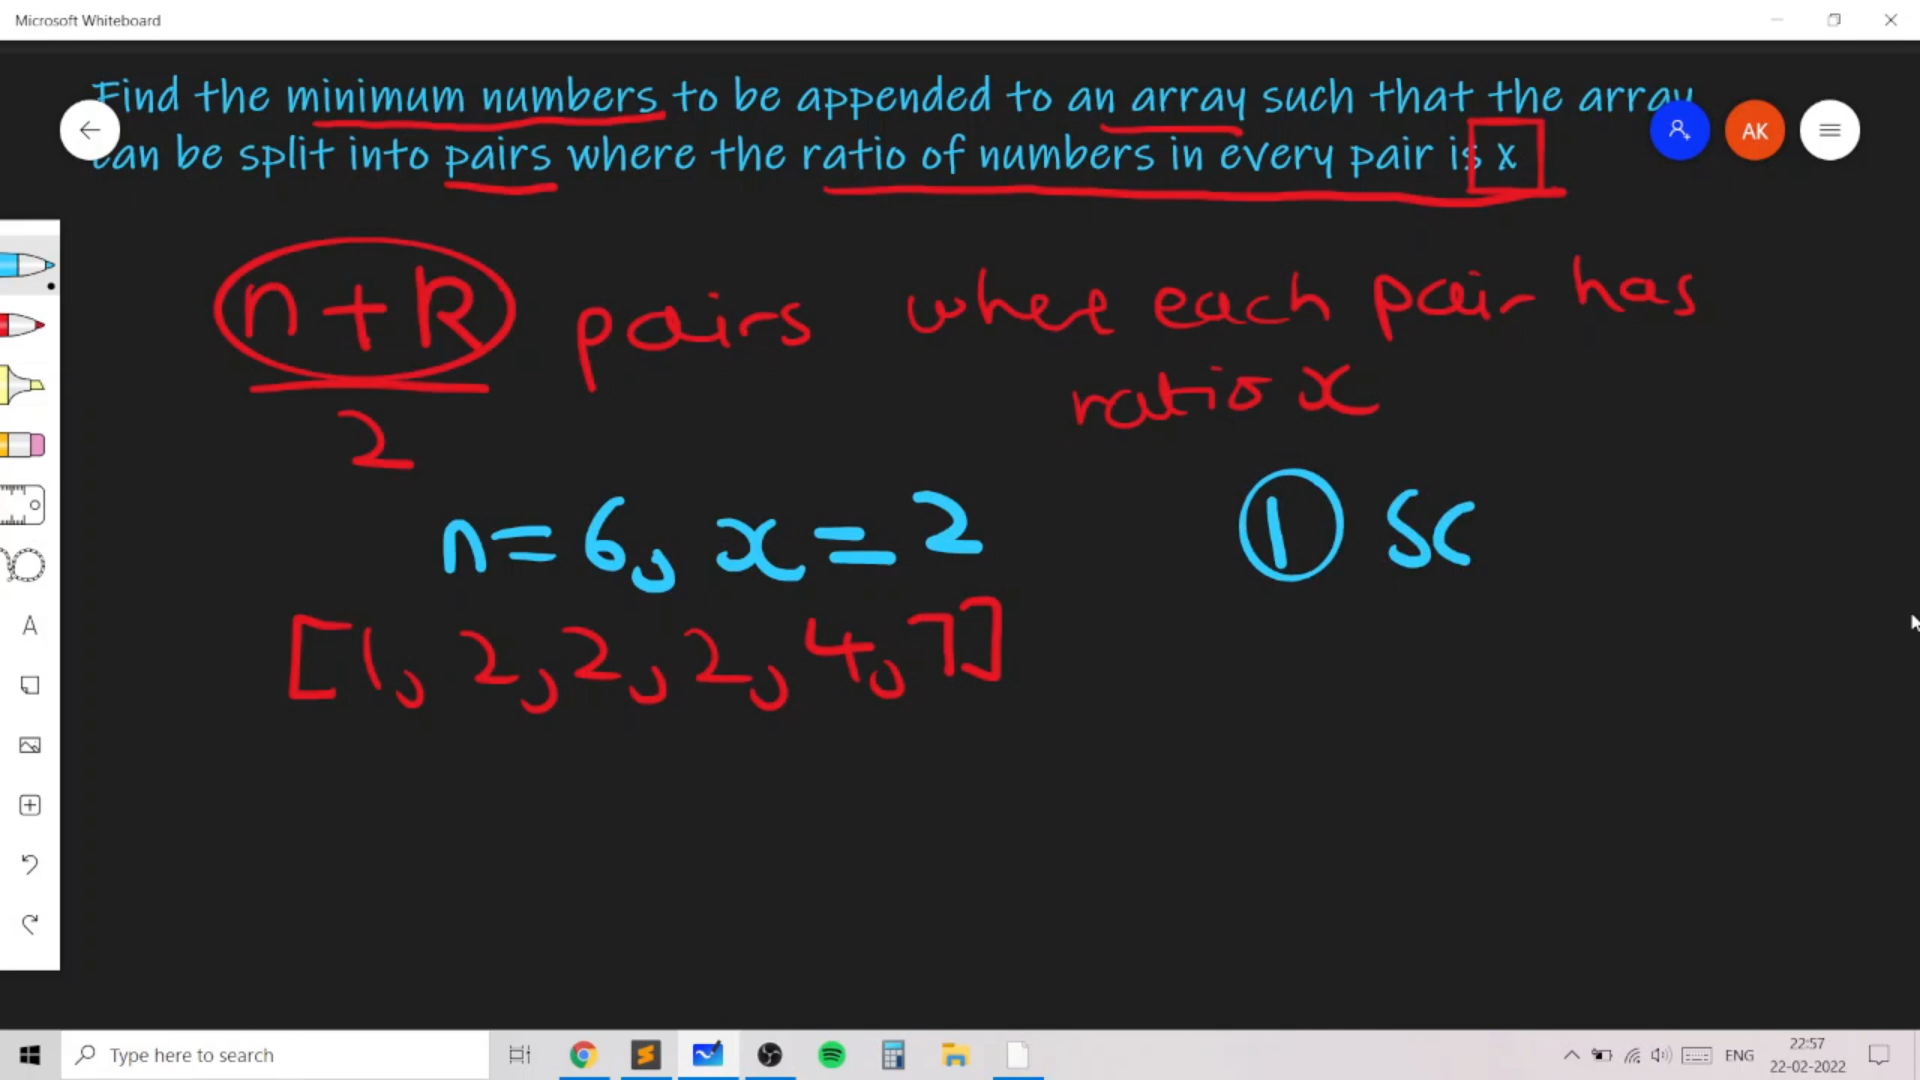 Microsoft Whiteboard
Find the minimum numbers to be appended to an array such that the array
can be split into pairs where the ratio of numbers in every pair is x
AK
n+k pairs where each pair has
2
ratio x
n=6, x=2
① SC
[1, 2, 2, 2, 4, 7]
A
Type here to search
ENG
22:57
22-02-2022